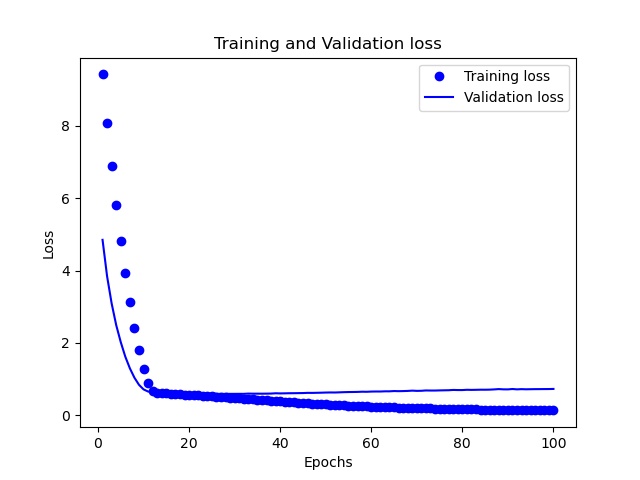 Training and Validation loss
Training loss
Validation loss
Loss
8
6
4
2
0
0 20 40 60 80 100
Epochs